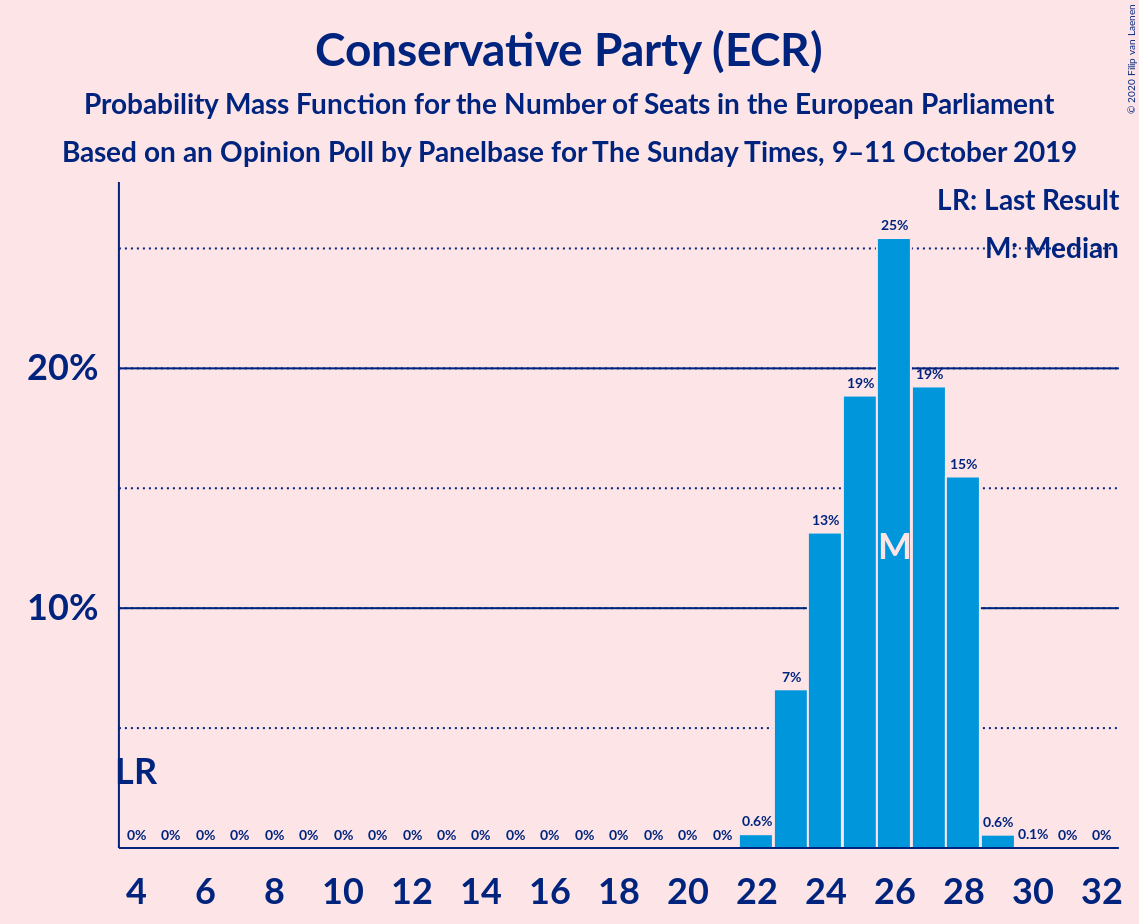 Conservative Party (ECR)
Probability Mass Function for the Number of Seats in the European Parliament
Based on an Opinion Poll by Panelbase for The Sunday Times, 9–11 October 2019
© 2020 Filip van Laenen
LR: Last Result
M: Median
20%
10%
LR
M
0% 0% 0% 0% 0% 0% 0% 0% 0% 0% 0% 0% 0% 0% 0% 0% 0% 0% 0.6% 7% 13% 19% 25% 19% 15% 0.6% 0.1% 0% 0%
4 6 8 10 12 14 16 18 20 22 24 26 28 30 32